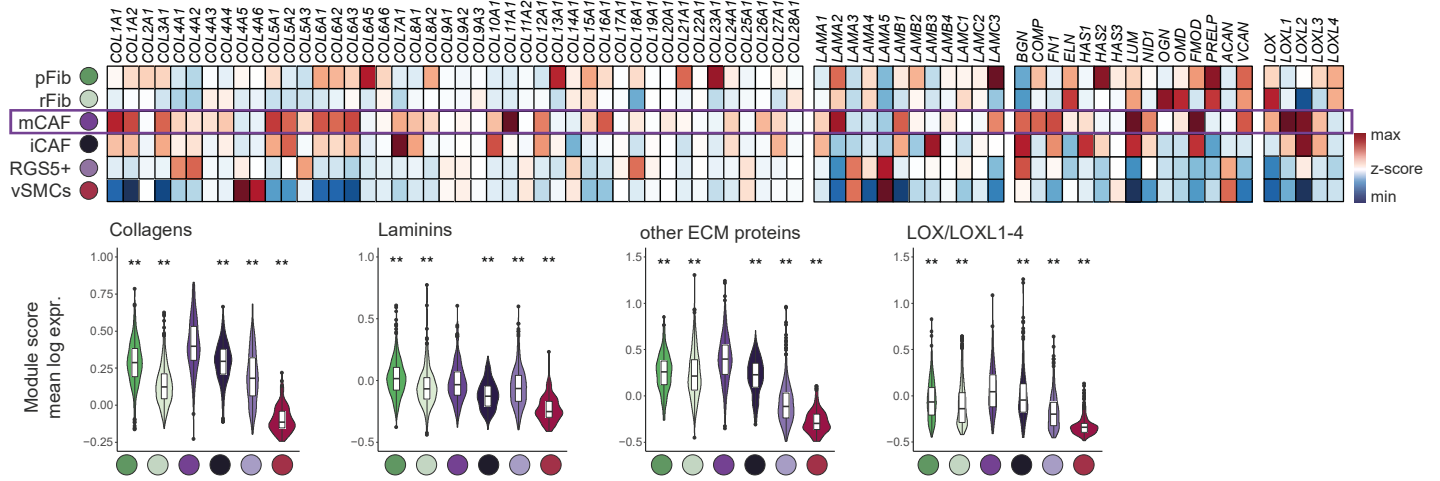 COL1A1
COL1A2
COL2A1
COL3A1
COL4A1
COL4A2
COL4A3
COL4A4
COL4A5
COL4A6
COL5A1
COL5A2
COL5A3
COL6A1
COL6A2
COL6A3
COL6A5
COL6A6
COL7A1
COL8A1
COL8A2
COL9A1
COL9A2
COL9A3
COL10A1
COL11A1
COL11A2
COL12A1
COL13A1
COL14A1
COL15A1
COL16A1
COL17A1
COL18A1
COL19A1
COL20A1
COL21A1
COL22A1
COL23A1
COL24A1
COL25A1
COL26A1
COL27A1
COL28A1
LAMA1
LAMA2
LAMA3
LAMA4
LAMA5
LAMB1
LAMB2
LAMB3
LAMB4
LAMC1
LAMC2
LAMC3
BGN
COMP
FN1
ELN
HAS1
HAS2
HAS3
LUM
NID1
OGN
OMD
FMOD
PRELP
ACAN
VCAN
LOX
LOXL1
LOXL2
LOXL3
LOXL4
pFib
rFib
mCAF
iCAF
RGS5+
vSMCs
max
z-score
min
Module score
mean log expr.
Collagens
1.00
0.75
0.50
0.25
0.00
−0.25
** ** ** ** **
Laminins
1.0
0.5
0.0
−0.5
** ** ** ** **
other ECM proteins
1.5
1.0
0.5
0.0
−0.5
** ** ** ** **
LOX/LOXL1-4
1.5
1.0
0.5
0.0
−0.5
** ** ** ** **